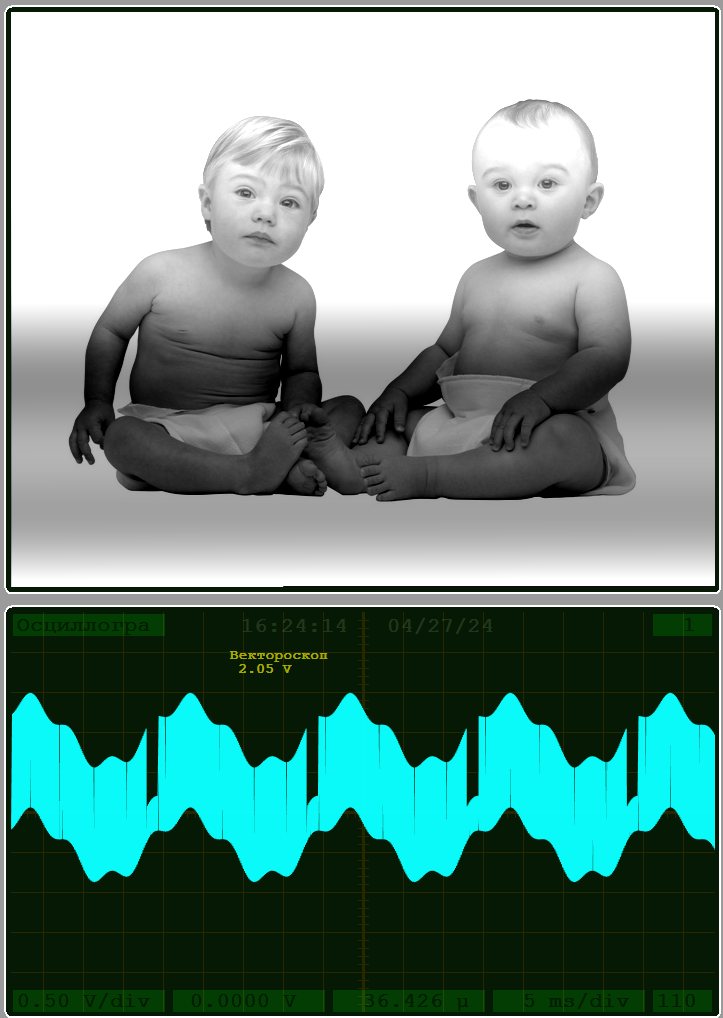 Осциллогра 16:24:14 04/27/24 1
Вектороскоп
2.05 V
0.50 V/div 0.0000 V 36.426 µ 5 ms/div 110